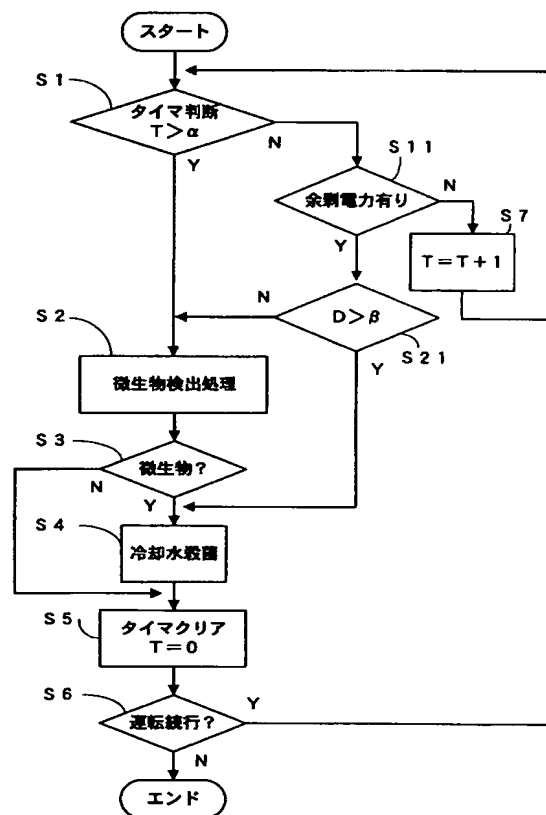 スタート
S1
タイマ判断
T>α
N
Y
S11
余剰電力有り
N
Y
S7
T=T+1
N
D>β
S21
Y
S2
微生物検出処理
S3
微生物?
N
Y
S4
冷却水殺菌
S5
タイマクリア
T=0
S6
運転続行?
Y
N
エンド